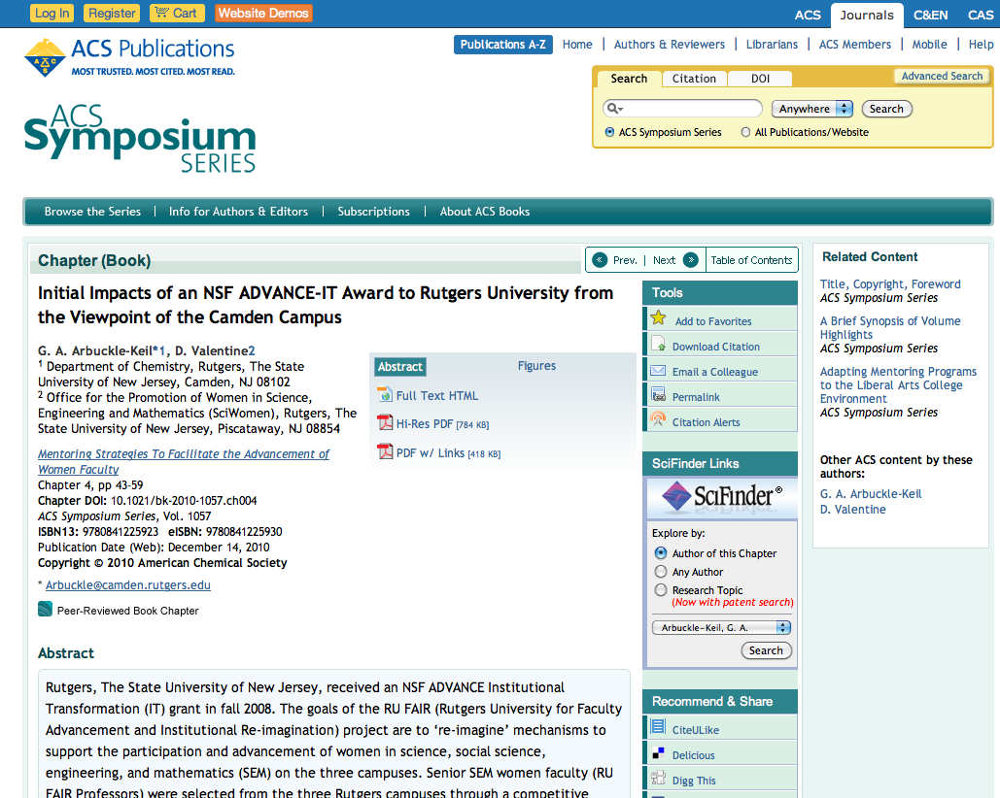 Log In Register Cart Website Demos
ACS Journals C&EN CAS
ACS Publications
MOST TRUSTED. MOST CITED. MOST READ.
Publications A-Z Home | Authors & Reviewers | Librarians | ACS Members | Mobile | Help
Search Citation DOI Advanced Search
Anywhere Search
ACS Symposium Series All Publications/Website
ACS
Symposium
SERIES
Browse the Series | Info for Authors & Editors | Subscriptions | About ACS Books
Chapter (Book)
Prev. | Next Table of Contents
Initial Impacts of an NSF ADVANCE-IT Award to Rutgers University from
the Viewpoint of the Camden Campus
G. A. Arbuckle-Keil*1, D. Valentine2
1 Department of Chemistry, Rutgers, The State
University of New Jersey, Camden, NJ 08102
2 Office for the Promotion of Women in Science,
Engineering and Mathematics (SciWomen), Rutgers, The
State University of New Jersey, Piscataway, NJ 08854
Mentoring Strategies To Facilitate the Advancement of
Women Faculty
Chapter 4, pp 43-59
Chapter DOI: 10.1021/bk-2010-1057.ch004
ACS Symposium Series, Vol. 1057
ISBN13: 9780841225923 eISBN: 9780841225930
Publication Date (Web): December 14, 2010
Copyright © 2010 American Chemical Society
* Arbuckle@camden.rutgers.edu
Peer-Reviewed Book Chapter
Abstract Figures
Full Text HTML
Hi-Res PDF [784 KB]
PDF w/ Links [418 KB]
Abstract
Rutgers, The State University of New Jersey, received an NSF ADVANCE Institutional
Transformation (IT) grant in fall 2008. The goals of the RU FAIR (Rutgers University for Faculty
Advancement and Institutional Re-imagination) project are to ‘re-imagine’ mechanisms to
support the participation and advancement of women in science, social science,
engineering, and mathematics (SEM) on the three campuses. Senior SEM women faculty (RU
FAIR Professors) were selected from the three Rutgers campuses through a competitive
Tools
Add to Favorites
Download Citation
Email a Colleague
Permalink
Citation Alerts
SciFinder Links
SciFinder®
Explore by:
Author of this Chapter
Any Author
Research Topic
(Now with patent search)
Arbuckle-Keil, G. A.
Search
Recommend & Share
CiteULike
Delicious
Digg This
Related Content
Title, Copyright, Foreword
ACS Symposium Series
A Brief Synopsis of Volume
Highlights
ACS Symposium Series
Adapting Mentoring Programs
to the Liberal Arts College
Environment
ACS Symposium Series
Other ACS content by these
authors:
G. A. Arbuckle-Keil
D. Valentine